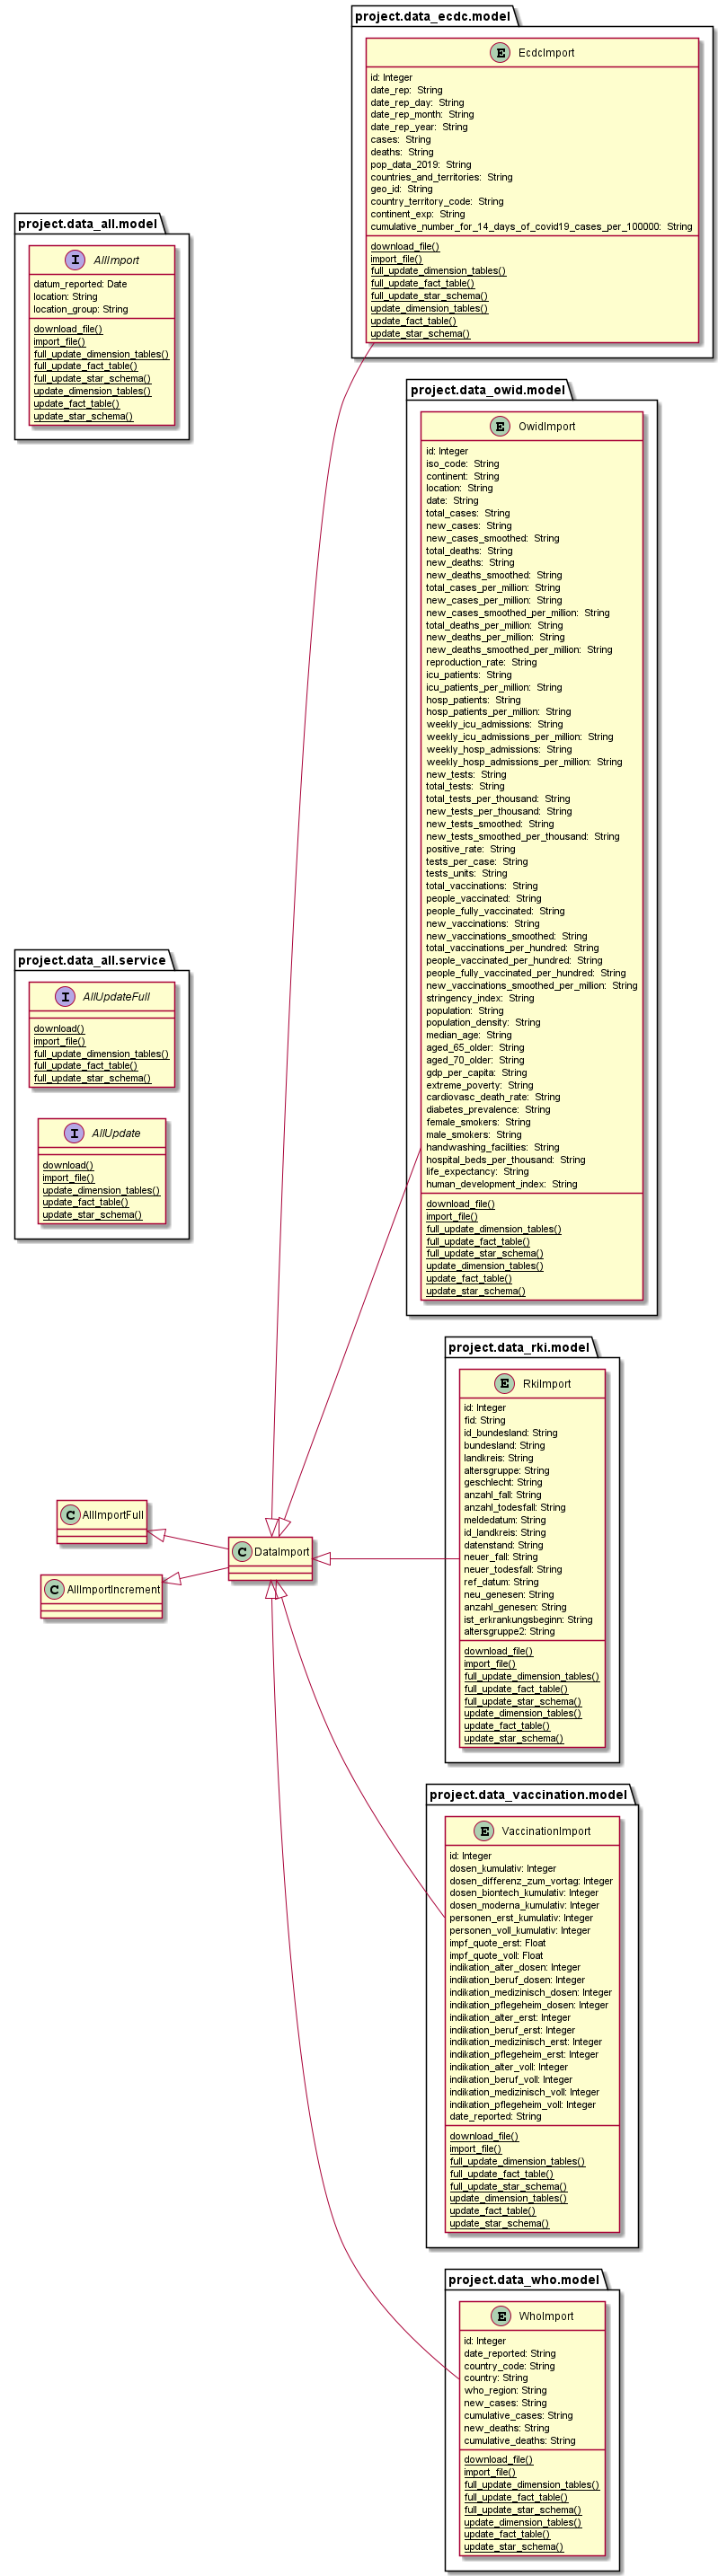 project.data_ecdc.model
E EcdcImport
id: Integer
date_rep: String
date_rep_day: String
date_rep_month: String
date_rep_year: String
cases: String
deaths: String
pop_data_2019: String
countries_and_territories: String
geo_id: String
country_territory_code: String
continent_exp: String
cumulative_number_for_14_days_of_covid19_cases_per_100000: String
download_file()
import_file()
full_update_dimension_tables()
full_update_fact_table()
full_update_star_schema()
update_dimension_tables()
update_fact_table()
update_star_schema()
project.data_all.model
I AllImport
datum_reported: Date
location: String
location_group: String
download_file()
import_file()
full_update_dimension_tables()
full_update_fact_table()
full_update_star_schema()
update_dimension_tables()
update_fact_table()
update_star_schema()
project.data_owid.model
E OwidImport
id: Integer
iso_code: String
continent: String
location: String
date: String
total_cases: String
new_cases: String
new_cases_smoothed: String
total_deaths: String
new_deaths: String
new_deaths_smoothed: String
total_cases_per_million: String
new_cases_per_million: String
new_cases_smoothed_per_million: String
total_deaths_per_million: String
new_deaths_per_million: String
new_deaths_smoothed_per_million: String
reproduction_rate: String
icu_patients: String
icu_patients_per_million: String
hosp_patients: String
hosp_patients_per_million: String
weekly_icu_admissions: String
weekly_icu_admissions_per_million: String
weekly_hosp_admissions: String
weekly_hosp_admissions_per_million: String
new_tests: String
total_tests: String
total_tests_per_thousand: String
new_tests_per_thousand: String
new_tests_smoothed: String
new_tests_smoothed_per_thousand: String
positive_rate: String
tests_per_case: String
tests_units: String
total_vaccinations: String
people_vaccinated: String
people_fully_vaccinated: String
new_vaccinations: String
new_vaccinations_smoothed: String
total_vaccinations_per_hundred: String
people_vaccinated_per_hundred: String
people_fully_vaccinated_per_hundred: String
new_vaccinations_smoothed_per_million: String
stringency_index: String
population: String
population_density: String
median_age: String
aged_65_older: String
aged_70_older: String
gdp_per_capita: String
extreme_poverty: String
cardiovasc_death_rate: String
diabetes_prevalence: String
female_smokers: String
male_smokers: String
handwashing_facilities: String
hospital_beds_per_thousand: String
life_expectancy: String
human_development_index: String
download_file()
import_file()
full_update_dimension_tables()
full_update_fact_table()
full_update_star_schema()
update_dimension_tables()
update_fact_table()
update_star_schema()
project.data_all.service
I AllUpdateFull
download()
import_file()
full_update_dimension_tables()
full_update_fact_table()
full_update_star_schema()
I AllUpdate
download()
import_file()
update_dimension_tables()
update_fact_table()
update_star_schema()
project.data_rki.model
E RkiImport
id: Integer
fid: String
id_bundesland: String
bundesland: String
landkreis: String
altersgruppe: String
geschlecht: String
anzahl_fall: String
anzahl_todesfall: String
meldedatum: String
id_landkreis: String
datenstand: String
neuer_fall: String
neuer_todesfall: String
ref_datum: String
neu_genesen: String
anzahl_genesen: String
ist_erkrankungsbeginn: String
altersgruppe2: String
download_file()
import_file()
full_update_dimension_tables()
full_update_fact_table()
full_update_star_schema()
update_dimension_tables()
update_fact_table()
update_star_schema()
C AllImportFull
C DataImport
C AllImportIncrement
project.data_vaccination.model
E VaccinationImport
id: Integer
dosen_kumulativ: Integer
dosen_differenz_zum_vortag: Integer
dosen_biontech_kumulativ: Integer
dosen_moderna_kumulativ: Integer
personen_erst_kumulativ: Integer
personen_voll_kumulativ: Integer
impf_quote_erst: Float
impf_quote_voll: Float
indikation_alter_dosen: Integer
indikation_beruf_dosen: Integer
indikation_medizinisch_dosen: Integer
indikation_pflegeheim_dosen: Integer
indikation_alter_erst: Integer
indikation_beruf_erst: Integer
indikation_medizinisch_erst: Integer
indikation_pflegeheim_erst: Integer
indikation_alter_voll: Integer
indikation_beruf_voll: Integer
indikation_medizinisch_voll: Integer
indikation_pflegeheim_voll: Integer
date_reported: String
download_file()
import_file()
full_update_dimension_tables()
full_update_fact_table()
full_update_star_schema()
update_dimension_tables()
update_fact_table()
update_star_schema()
project.data_who.model
E WhoImport
id: Integer
date_reported: String
country_code: String
country: String
who_region: String
new_cases: String
cumulative_cases: String
new_deaths: String
cumulative_deaths: String
download_file()
import_file()
full_update_dimension_tables()
full_update_fact_table()
full_update_star_schema()
update_dimension_tables()
update_fact_table()
update_star_schema()